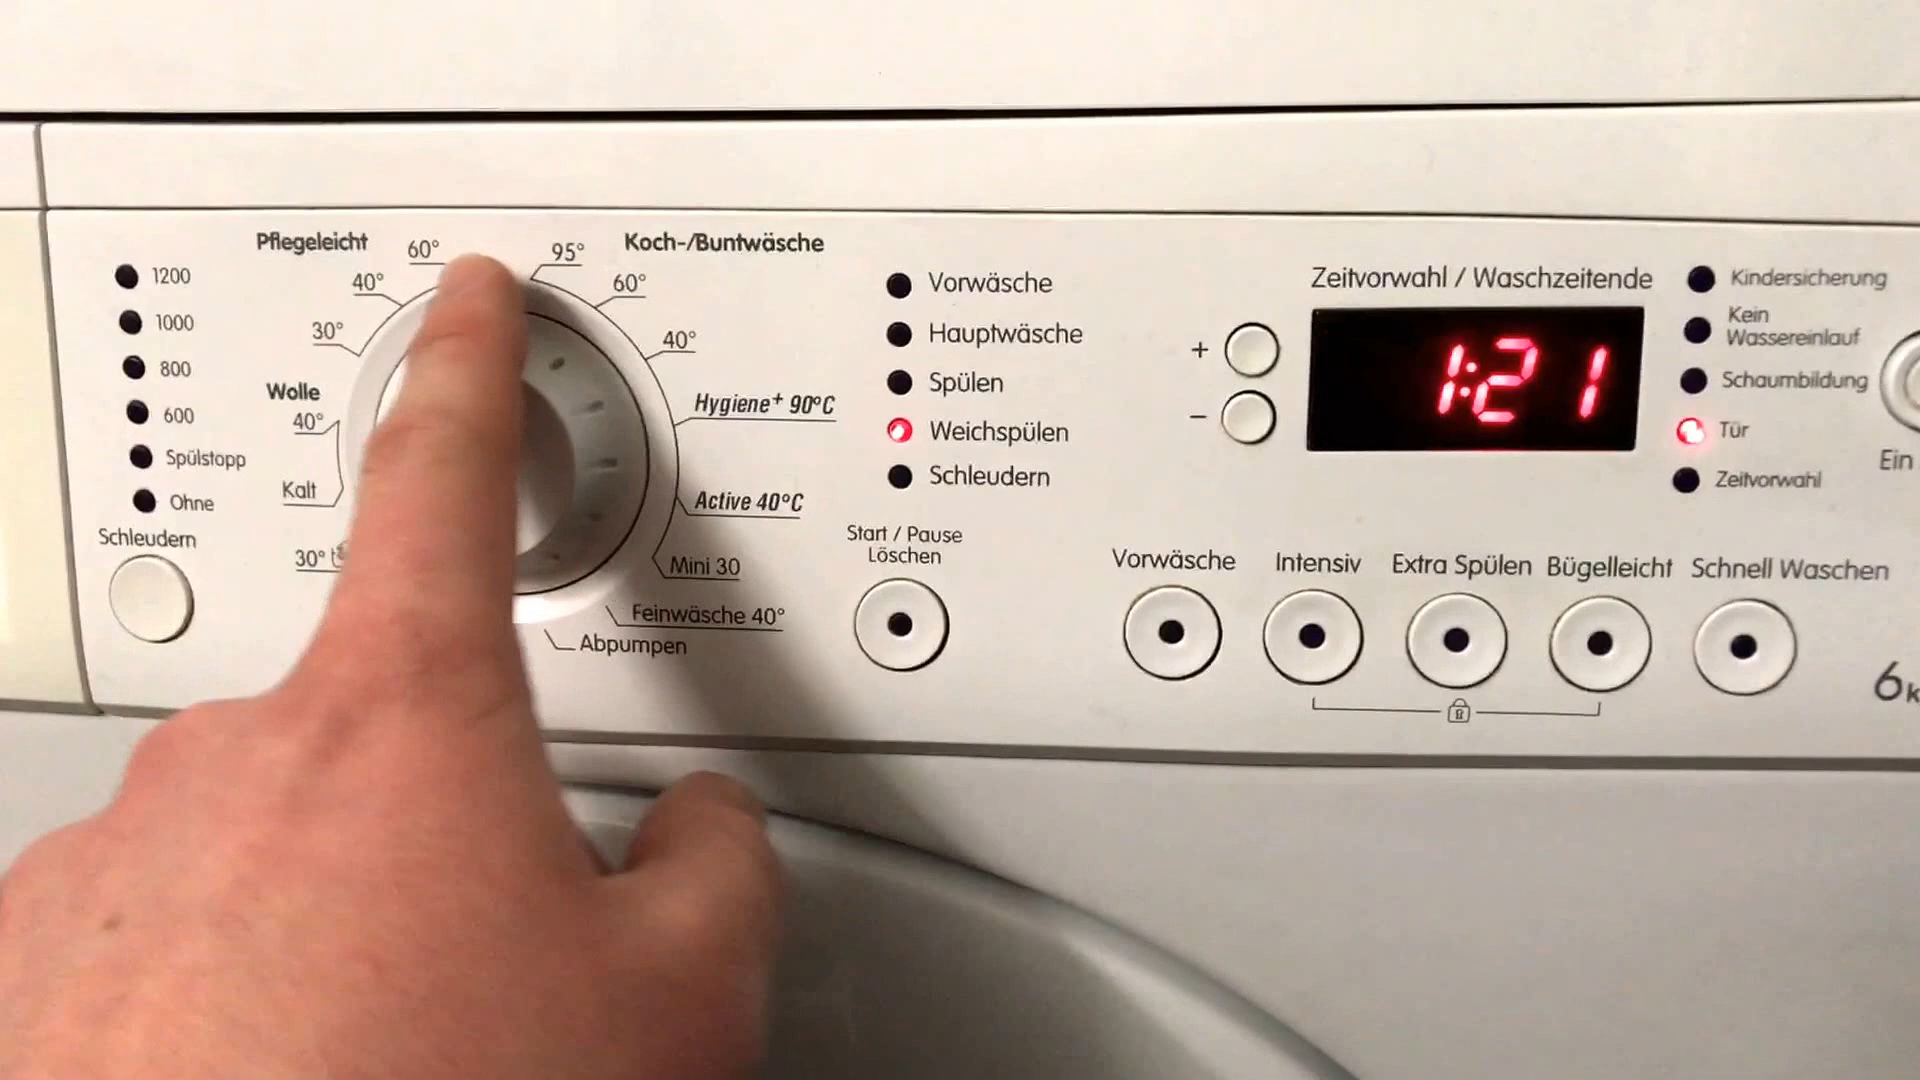 Pflegeleicht
60°
40°
30°
Wolle
40°
Kalt
30°
1200
1000
800
600
Spülstopp
Ohne
Schleudern
Koch-/Buntwäsche
95°
60°
40°
Hygiene+ 90°C
Active 40°C
Mini 30
Feinwäsche 40°
Abpumpen
Vorwäsche
Hauptwäsche
Spülen
Weichspülen
Schleudern
Start / Pause
Löschen
Zeitvorwahl / Waschzeitende
+
−
1:21
Kindersicherung
Kein
Wassereinlauf
Schaumbildung
Tür
Zeitvorwahl
Ein
Vorwäsche
Intensiv
Extra Spülen
Bügelleicht
Schnell Waschen
6k